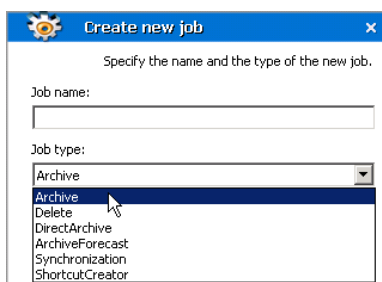 Create new job
Specify the name and the type of the new job.
Job name:
Job type:
Archive
Archive
Delete
DirectArchive
ArchiveForecast
Synchronization
ShortcutCreator